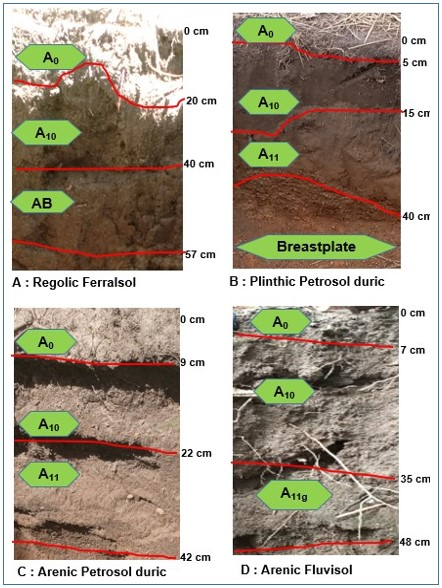 0 cm
A0
20 cm
A10
40 cm
AB
57 cm
A : Regolic Ferralsol
0 cm
A0
5 cm
A10
15 cm
A11
40 cm
Breastplate
B : Plinthic Petrosol duric
0 cm
A0
9 cm
A10
22 cm
A11
42 cm
C : Arenic Petrosol duric
0 cm
A0
7 cm
A10
35 cm
A11g
48 cm
D : Arenic Fluvisol